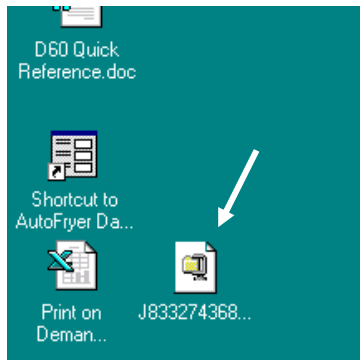 D60 Quick
Reference.doc
Shortcut to
AutoFryer Da...
Print on
Deman...
J833274368...